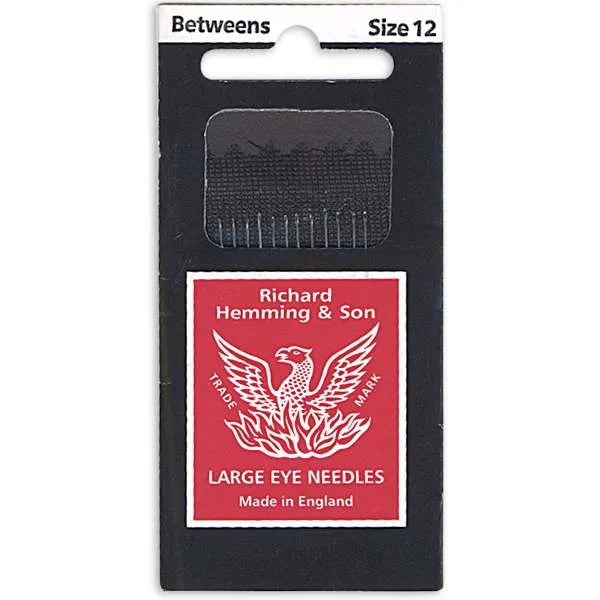 Betweens Size 12
Richard
Hemming & Son
TRADE MARK
LARGE EYE NEEDLES
Made in England